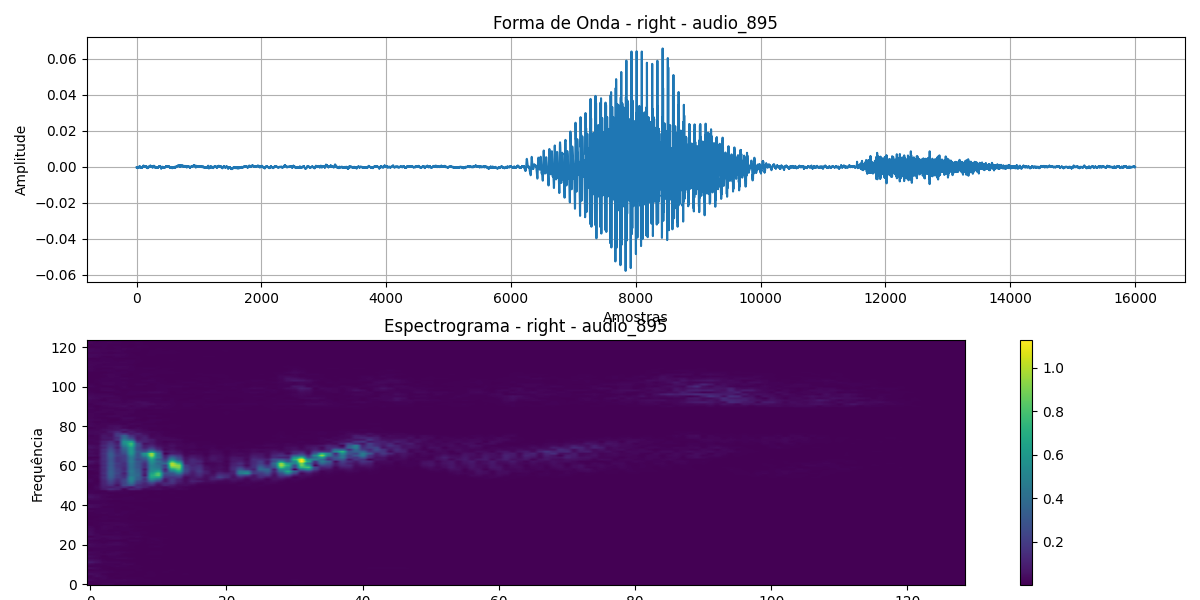 Forma de Onda - right - audio_895
Amplitude
0.06
0.04
0.02
0.00
−0.02
−0.04
−0.06
0 2000 4000 6000 8000 10000 12000 14000 16000
Amostras
Espectrograma - right - audio_895
Frequência
120
100
80
60
40
20
0
0 20 40 60 80 100 120
1.0
0.8
0.6
0.4
0.2